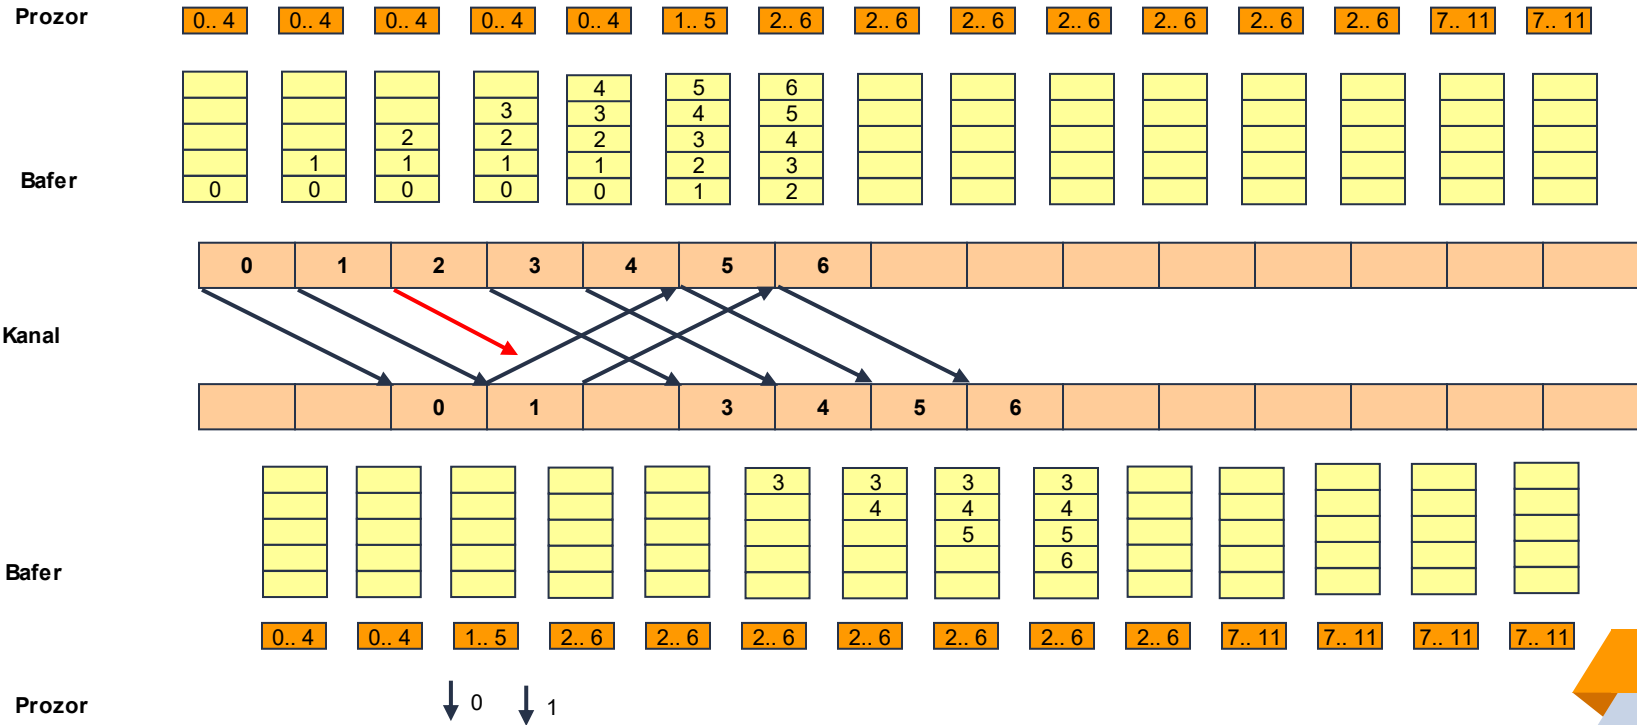 Prozor 0.. 4 0.. 4 0.. 4 0.. 4 0.. 4 1.. 5 2.. 6 2.. 6 2.. 6 2.. 6 2.. 6 2.. 6 2.. 6 7.. 11 7.. 11
4 5 6
3 3 4 5
2 2 2 3 4
1 1 1 1 2 3
Bafer 0 0 0 0 0 1 2
0 1 2 3 4 5 6
Kanal
0 1 3 4 5 6
3 3 3 3
4 4 4
5 5
6
Bafer
0.. 4 0.. 4 1.. 5 2.. 6 2.. 6 2.. 6 2.. 6 2.. 6 2.. 6 2.. 6 7.. 11 7.. 11 7.. 11 7.. 11
Prozor 0 1